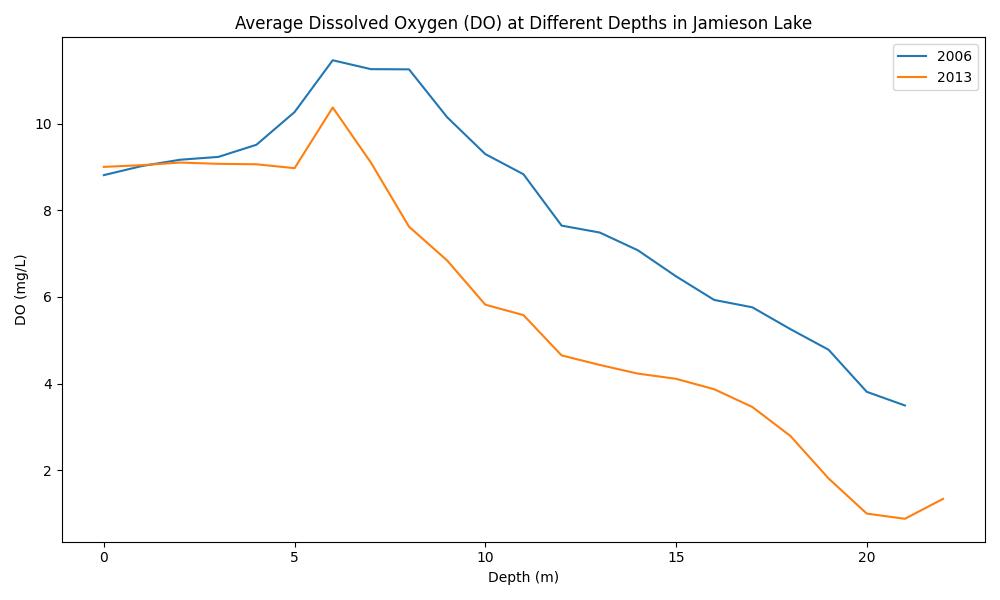 Average Dissolved Oxygen (DO) at Different Depths in Jamieson Lake
2006
2013
DO (mg/L)
10
8
6
4
2
0 5 10 15 20
Depth (m)